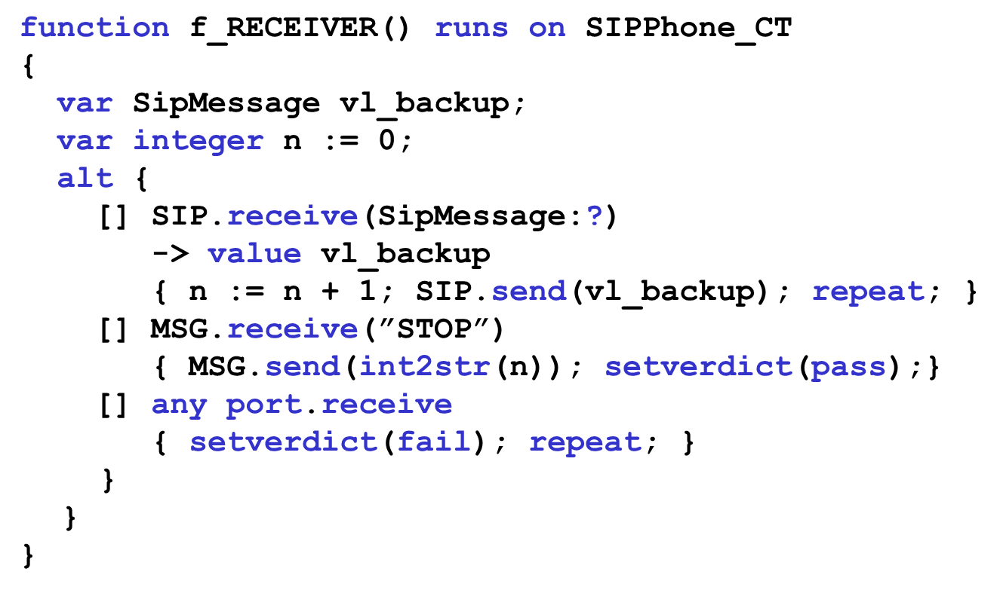 function f_RECEIVER() runs on SIPPhone_CT
{
var SipMessage vl_backup;
var integer n := 0;
alt {
[] SIP.receive(SipMessage:?)
-> value vl_backup
{ n := n + 1; SIP.send(vl_backup); repeat; }
[] MSG.receive(″STOP″)
{ MSG.send(int2str(n)); setverdict(pass);}
[] any port.receive
{ setverdict(fail); repeat; }
}
}
}